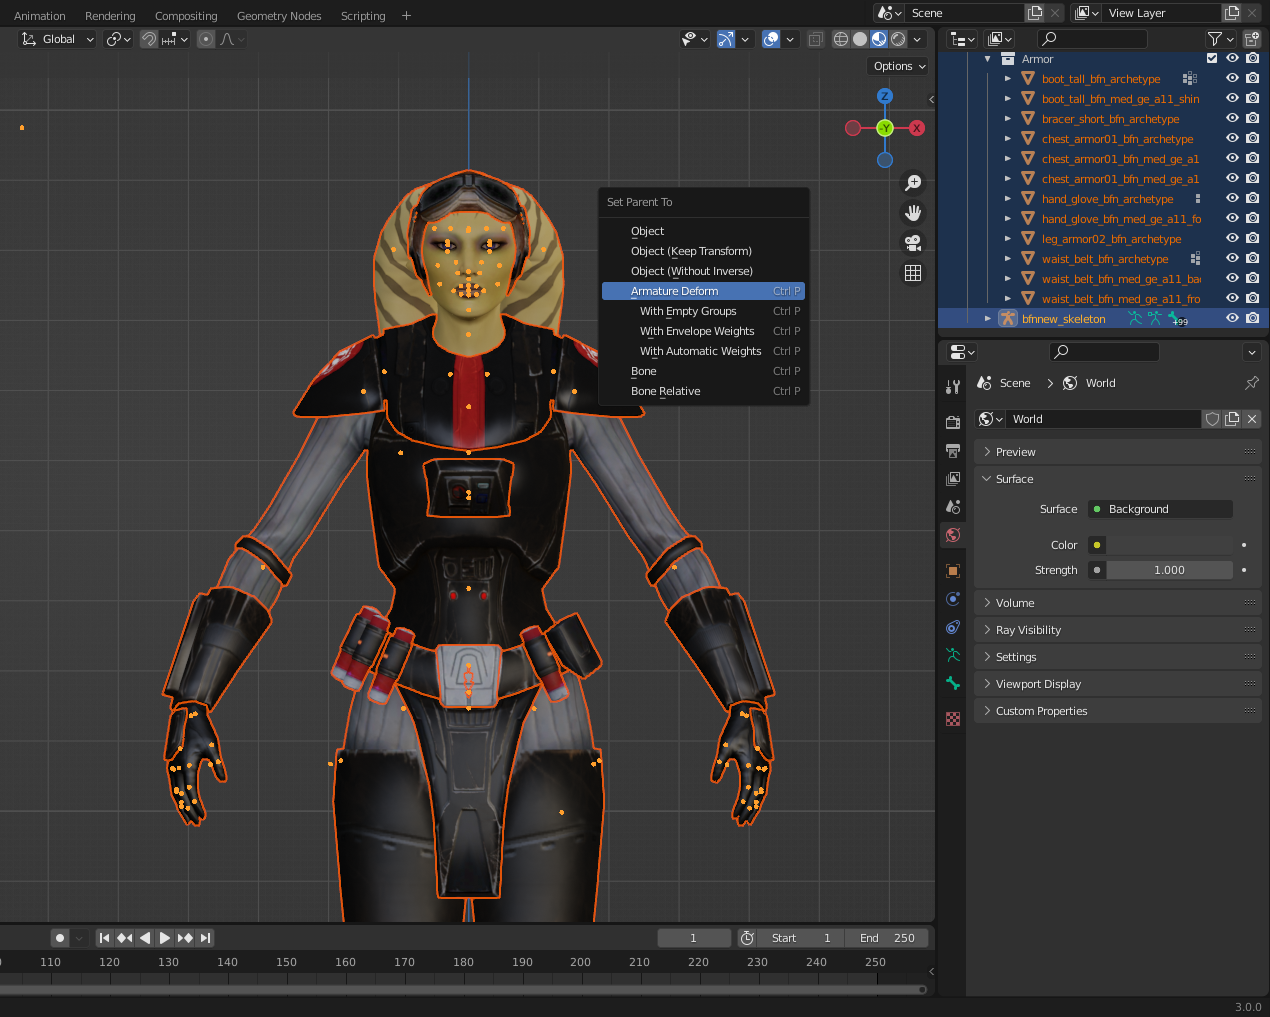 Animation Rendering Compositing Geometry Nodes Scripting + Scene View Layer
Global
Options
Z
-Y
X
Armor
boot_tall_bfn_archetype
boot_tall_bfn_med_ge_a11_shin
bracer_short_bfn_archetype
chest_armor01_bfn_archetype
chest_armor01_bfn_med_ge_a1
chest_armor01_bfn_med_ge_a1
hand_glove_bfn_archetype
hand_glove_bfn_med_ge_a11_fo
leg_armor02_bfn_archetype
waist_belt_bfn_archetype
waist_belt_bfn_med_ge_a11_bac
waist_belt_bfn_med_ge_a11_fro
bfnnew_skeleton +99
Set Parent To
Object
Object (Keep Transform)
Object (Without Inverse)
Armature Deform Ctrl P
With Empty Groups Ctrl P
With Envelope Weights Ctrl P
With Automatic Weights Ctrl P
Bone Ctrl P
Bone Relative Ctrl P
Scene > World
World
Preview
Surface
Surface Background
Color
Strength 1.000
Volume
Ray Visibility
Settings
Viewport Display
Custom Properties
1 Start 1 End 250
110 120 130 140 150 160 170 180 190 200 210 220 230 240 250
3.0.0